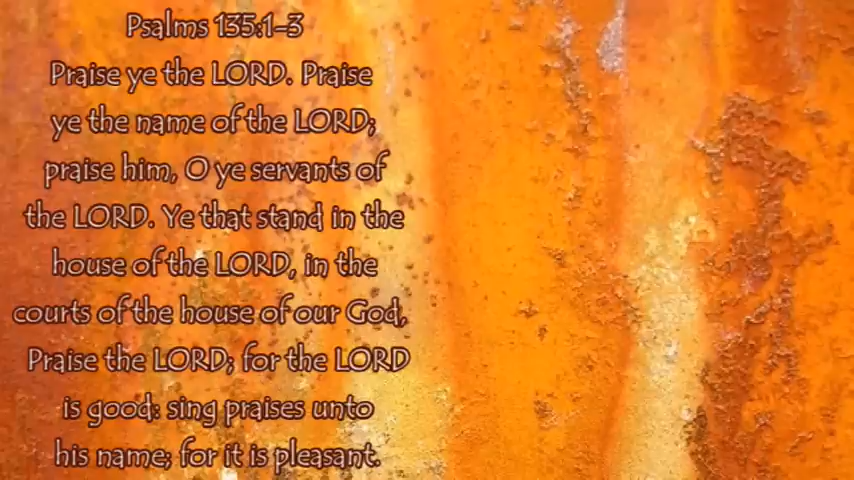 Psalms 135:1-3
Praise ye the LORD. Praise
ye the name of the LORD;
praise him, O ye servants of
the LORD. Ye that stand in the
house of the LORD, in the
courts of the house of our God,
Praise the LORD; for the LORD
is good: sing praises unto
his name; for it is pleasant.